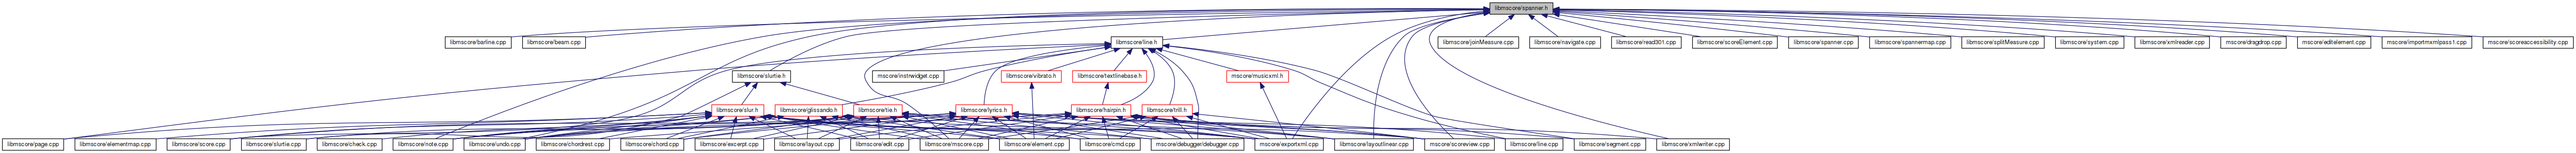 libmscore/spanner.h
libmscore/barline.cpp
libmscore/beam.cpp
libmscore/line.h
libmscore/joinMeasure.cpp
libmscore/navigate.cpp
libmscore/read301.cpp
libmscore/scoreElement.cpp
libmscore/spanner.cpp
libmscore/spannermap.cpp
libmscore/splitMeasure.cpp
libmscore/system.cpp
libmscore/xmlreader.cpp
mscore/dragdrop.cpp
mscore/editelement.cpp
mscore/importmxmlpass1.cpp
mscore/scoreaccessibility.cpp
libmscore/slurtie.h
mscore/instrwidget.cpp
libmscore/vibrato.h
libmscore/textlinebase.h
mscore/musicxml.h
libmscore/slur.h
libmscore/glissando.h
libmscore/tie.h
libmscore/lyrics.h
libmscore/hairpin.h
libmscore/trill.h
libmscore/page.cpp
libmscore/elementmap.cpp
libmscore/score.cpp
libmscore/slurtie.cpp
libmscore/check.cpp
libmscore/note.cpp
libmscore/undo.cpp
libmscore/chordrest.cpp
libmscore/chord.cpp
libmscore/excerpt.cpp
libmscore/layout.cpp
libmscore/edit.cpp
libmscore/mscore.cpp
libmscore/element.cpp
libmscore/cmd.cpp
mscore/debugger/debugger.cpp
mscore/exportxml.cpp
libmscore/layoutlinear.cpp
mscore/scoreview.cpp
libmscore/line.cpp
libmscore/segment.cpp
libmscore/xmlwriter.cpp